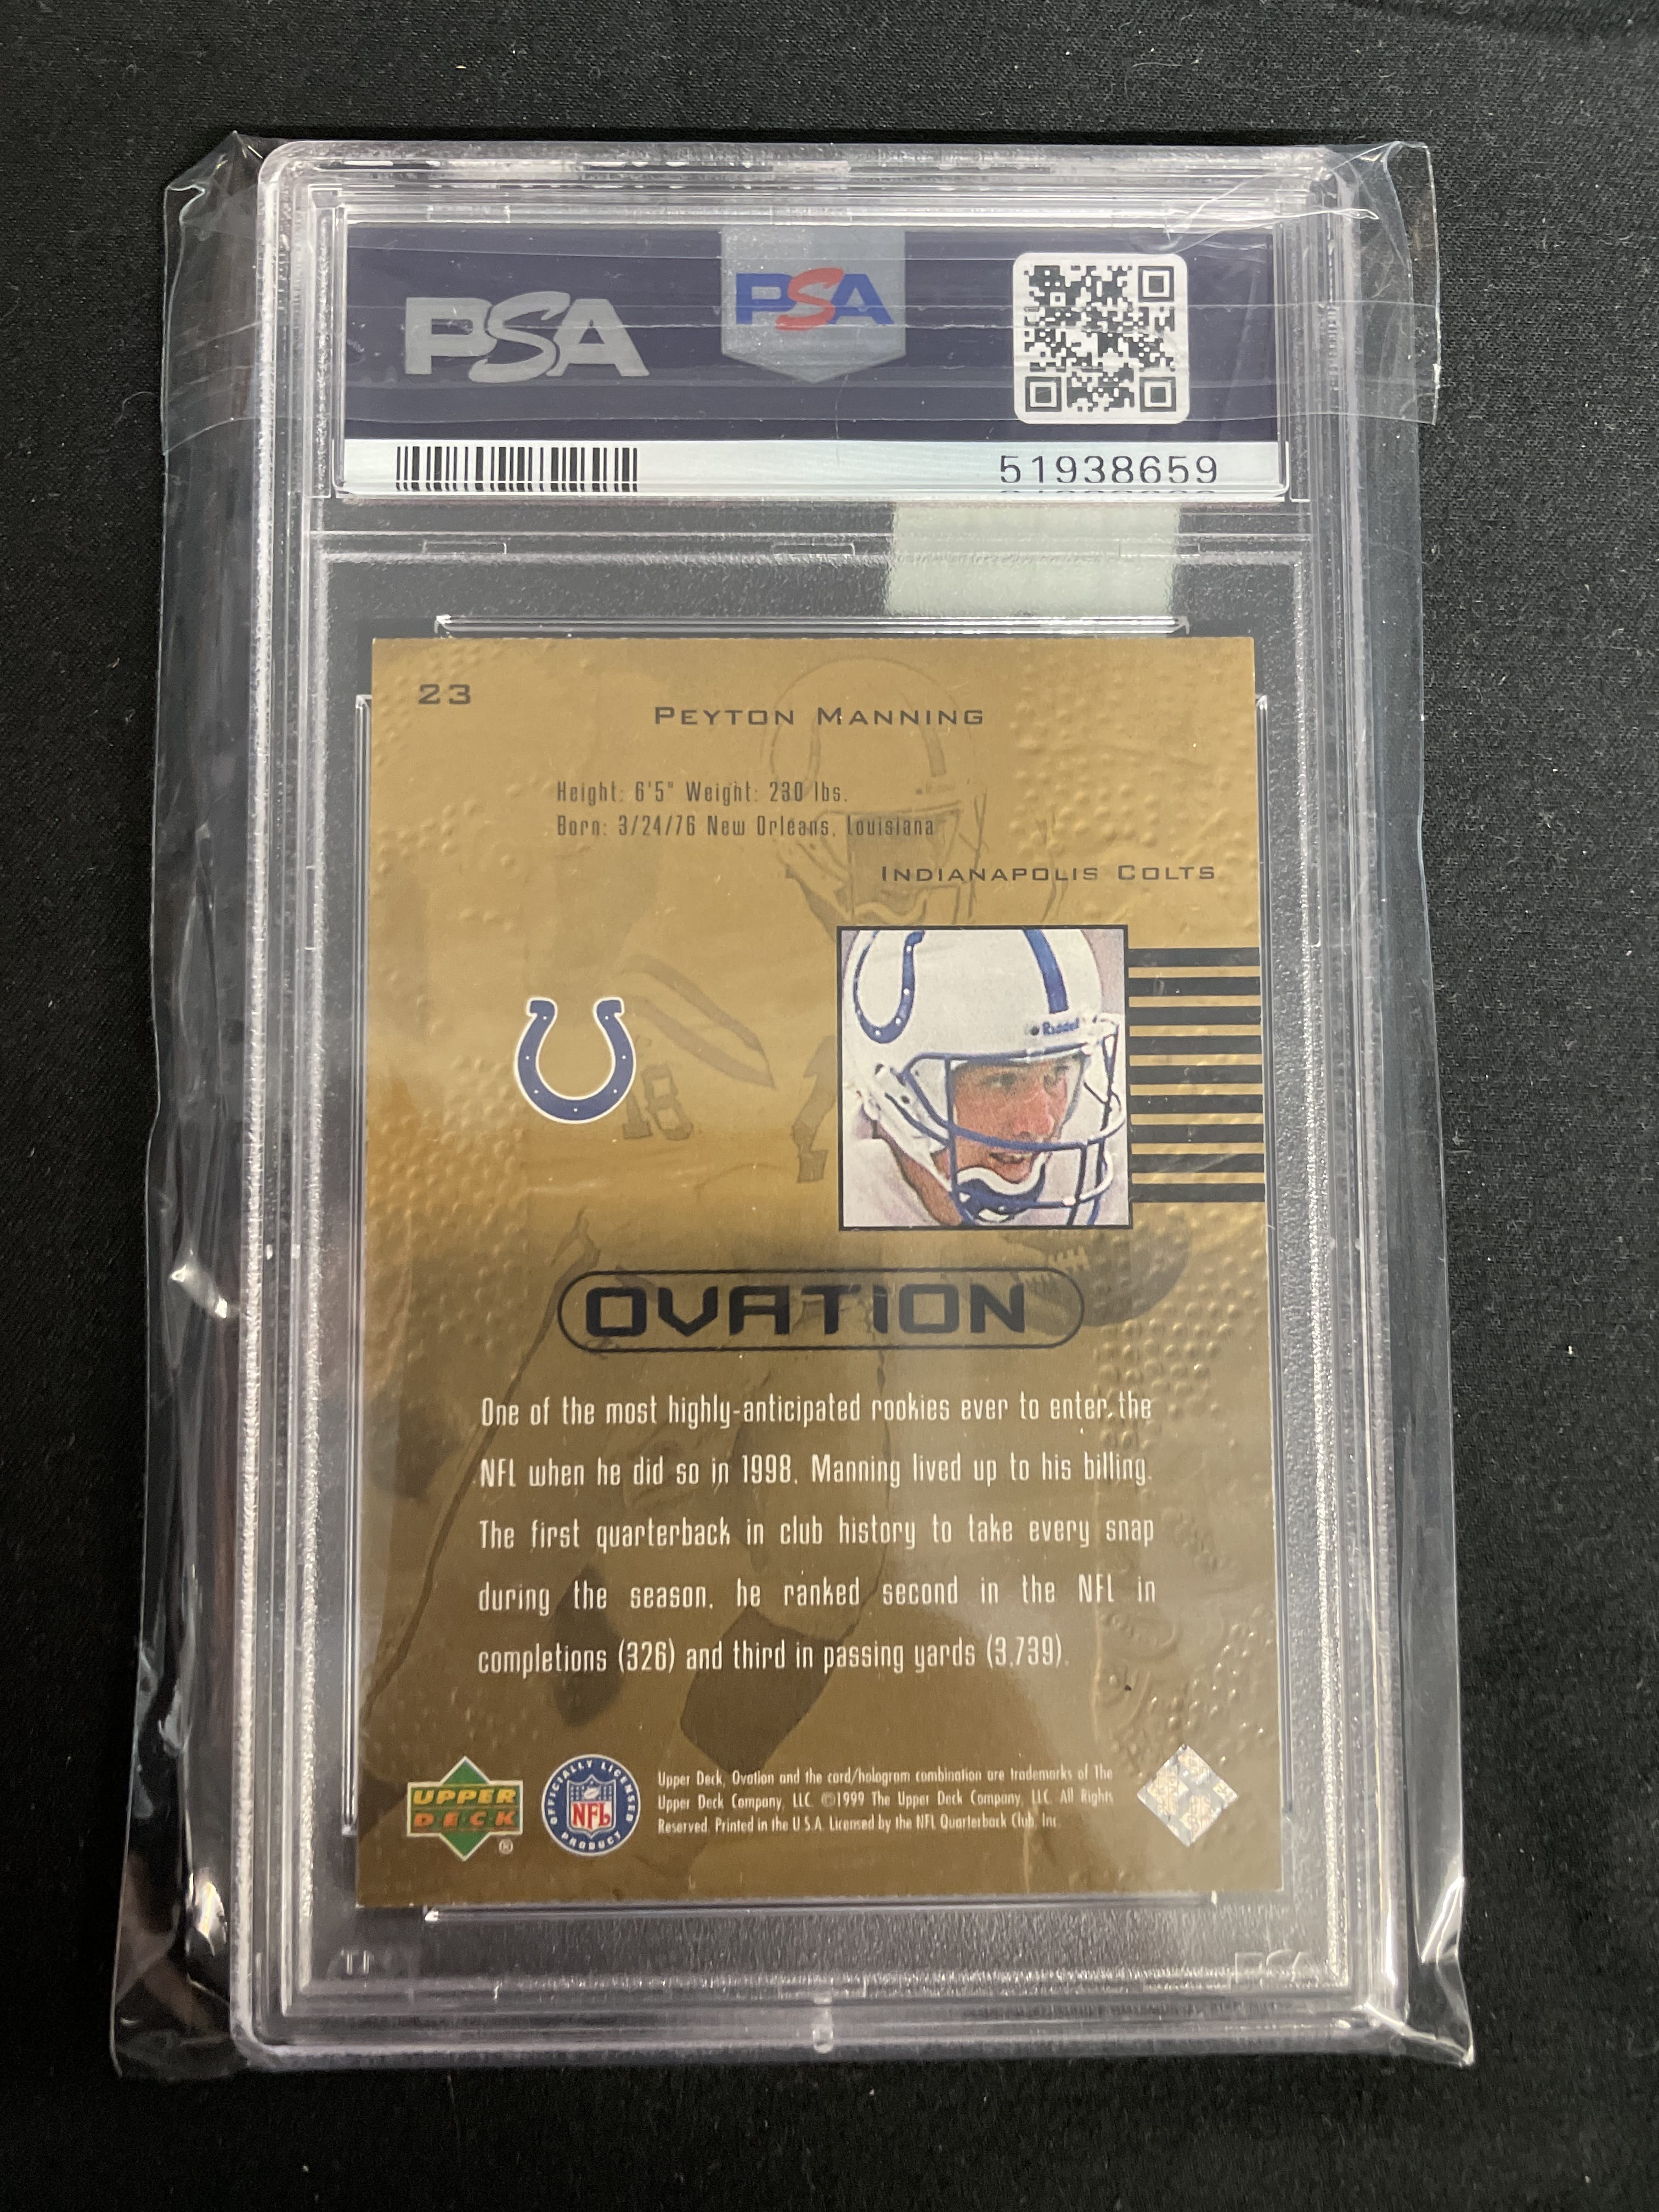 PSA
PSA
51938659
23
PEYTON MANNING
Height: 6'5" Weight: 230 lbs.
Born: 3/24/76 New Orleans, Louisiana
INDIANAPOLIS COLTS
Riddell
18
OVATION
One of the most highly-anticipated rookies ever to enter the
NFL when he did so in 1998, Manning lived up to his billing.
The first quarterback in club history to take every snap
during the season, he ranked second in the NFL in
completions (326) and third in passing yards (3,739).
UPPER
DECK
®
OFFICIALLY LICENSED
NFL
PRODUCT
Upper Deck, Ovation and the card/hologram combination are trademarks of The
Upper Deck Company, LLC. ©1999 The Upper Deck Company, LLC. All Rights
Reserved. Printed in the U.S.A. Licensed by the NFL Quarterback Club, Inc.
PSA